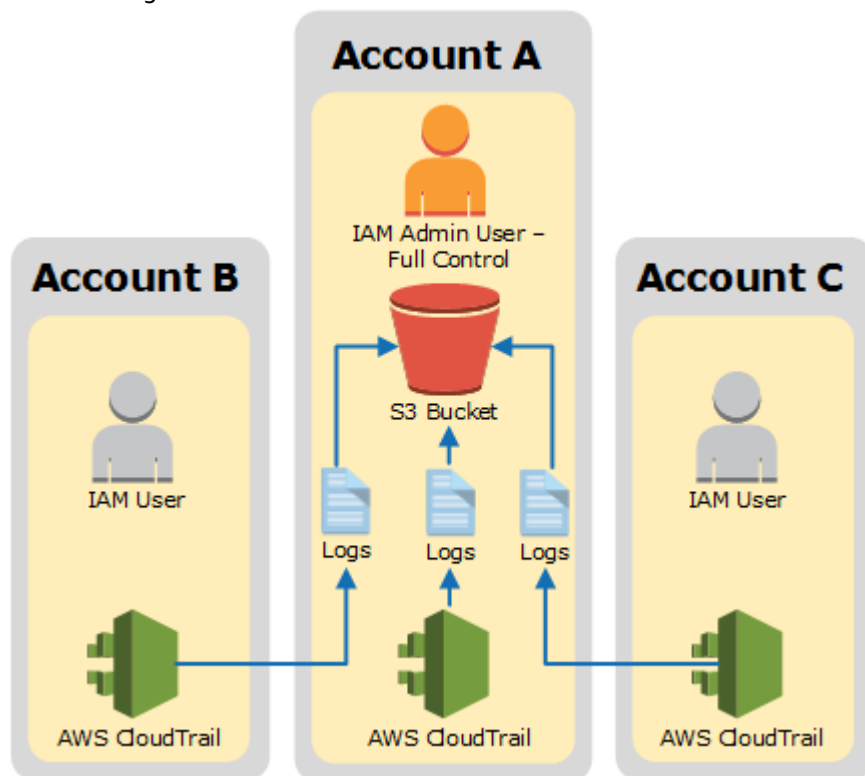 Account A
IAM Admin User –
Full Control
S3 Bucket
Logs
Logs
Logs
AWS CloudTrail
Account B
IAM User
AWS CloudTrail
Account C
IAM User
AWS CloudTrail